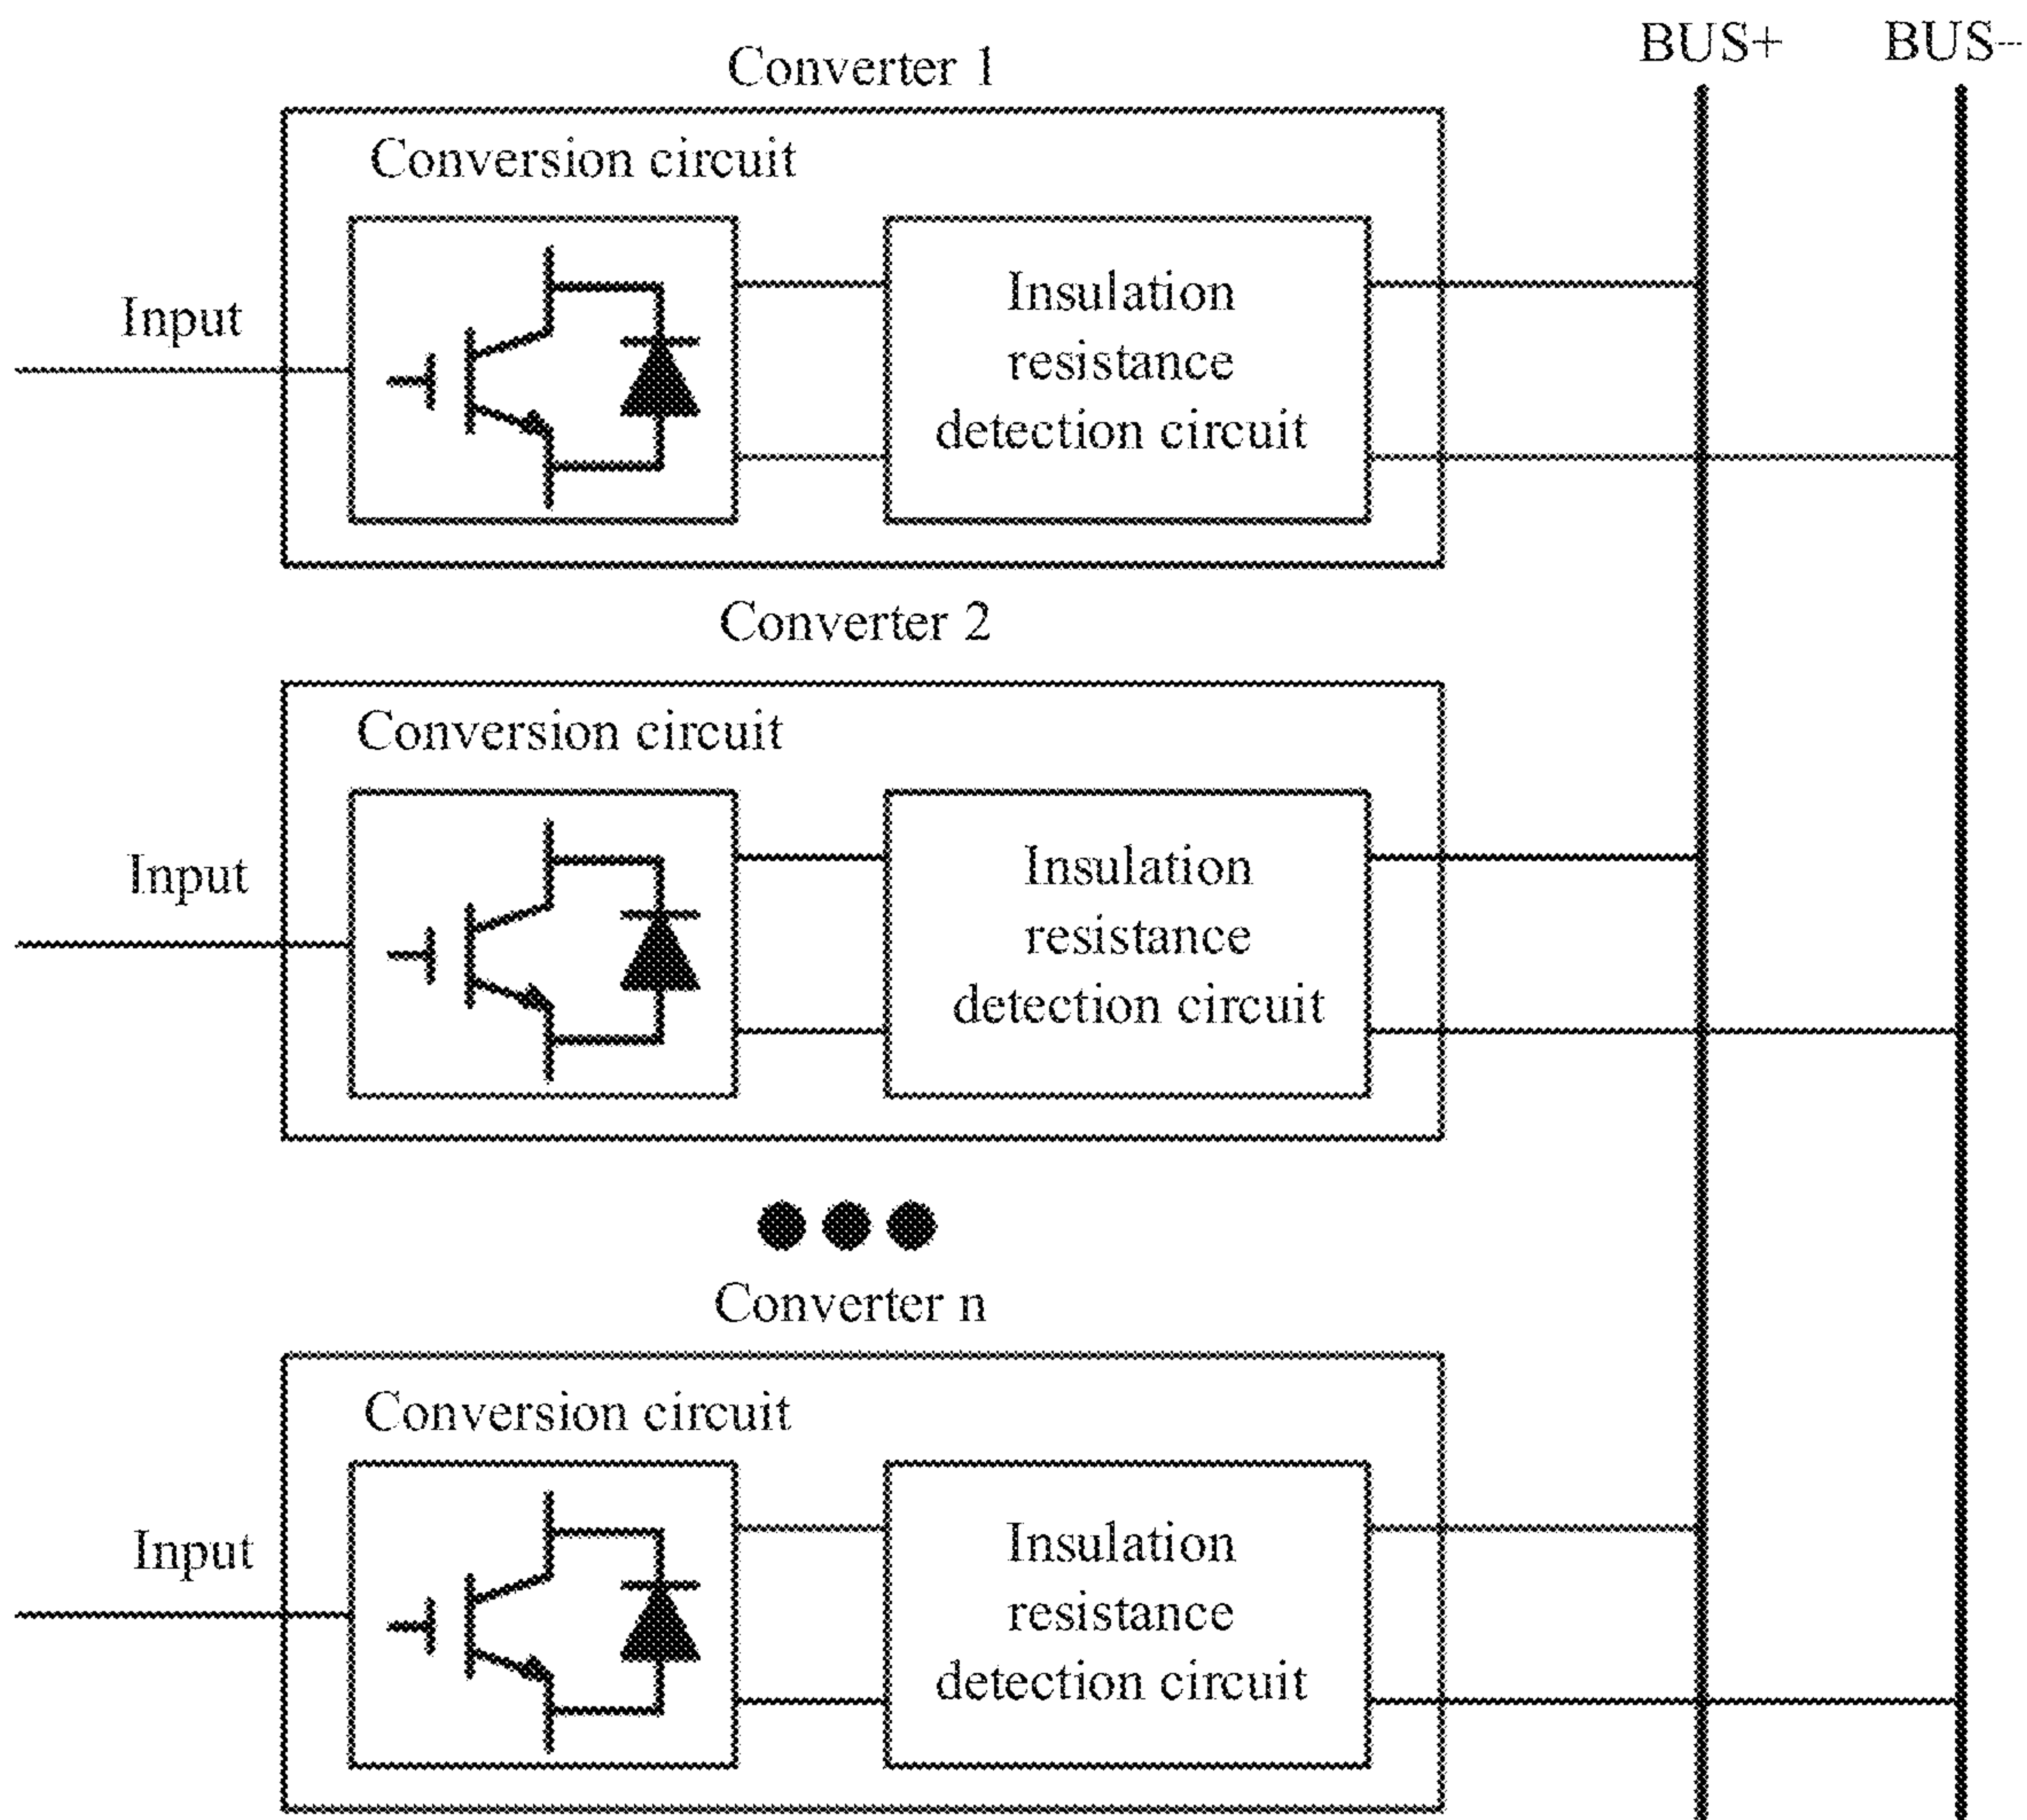 BUS+ BUS-
Converter 1
Conversion circuit
Input
Insulation
resistance
detection circuit
Converter 2
Conversion circuit
Input
Insulation
resistance
detection circuit
Converter n
Conversion circuit
Input
Insulation
resistance
detection circuit